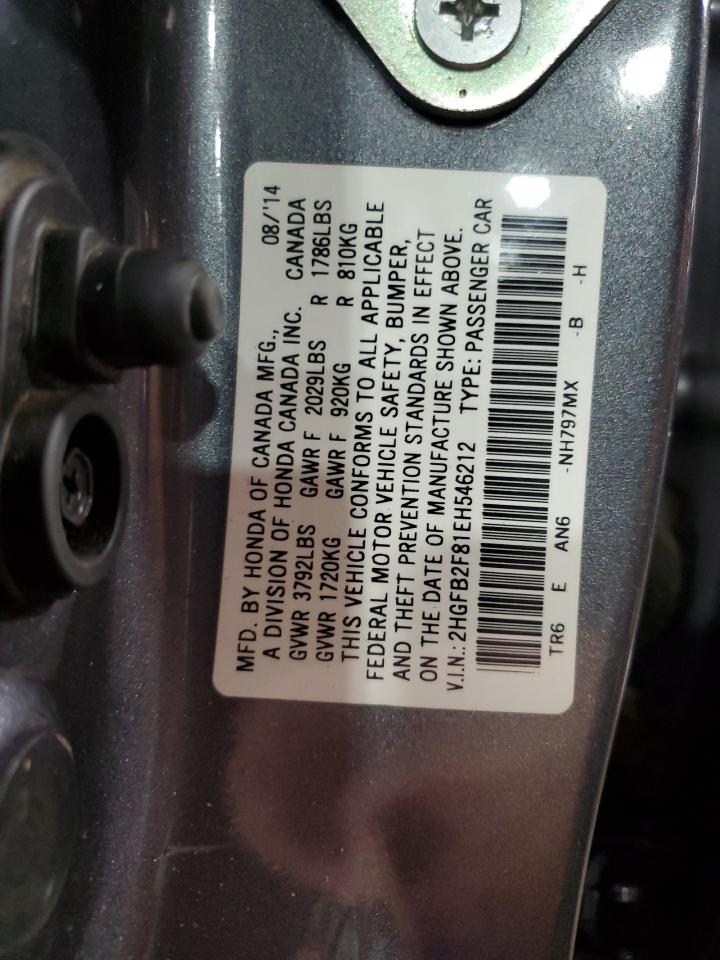 MFD. BY HONDA OF CANADA MFG., 08/'14
A DIVISION OF HONDA CANADA INC. CANADA
GVWR 3792LBS GAWR F 2029LBS R 1786LBS
GVWR 1720KG GAWR F 920KG R 810KG
THIS VEHICLE CONFORMS TO ALL APPLICABLE
FEDERAL MOTOR VEHICLE SAFETY, BUMPER,
AND THEFT PREVENTION STANDARDS IN EFFECT
ON THE DATE OF MANUFACTURE SHOWN ABOVE.
V.I.N.: 2HGFB2F81EH546212 TYPE: PASSENGER CAR
TR6 E AN6 -NH797MX -B -H